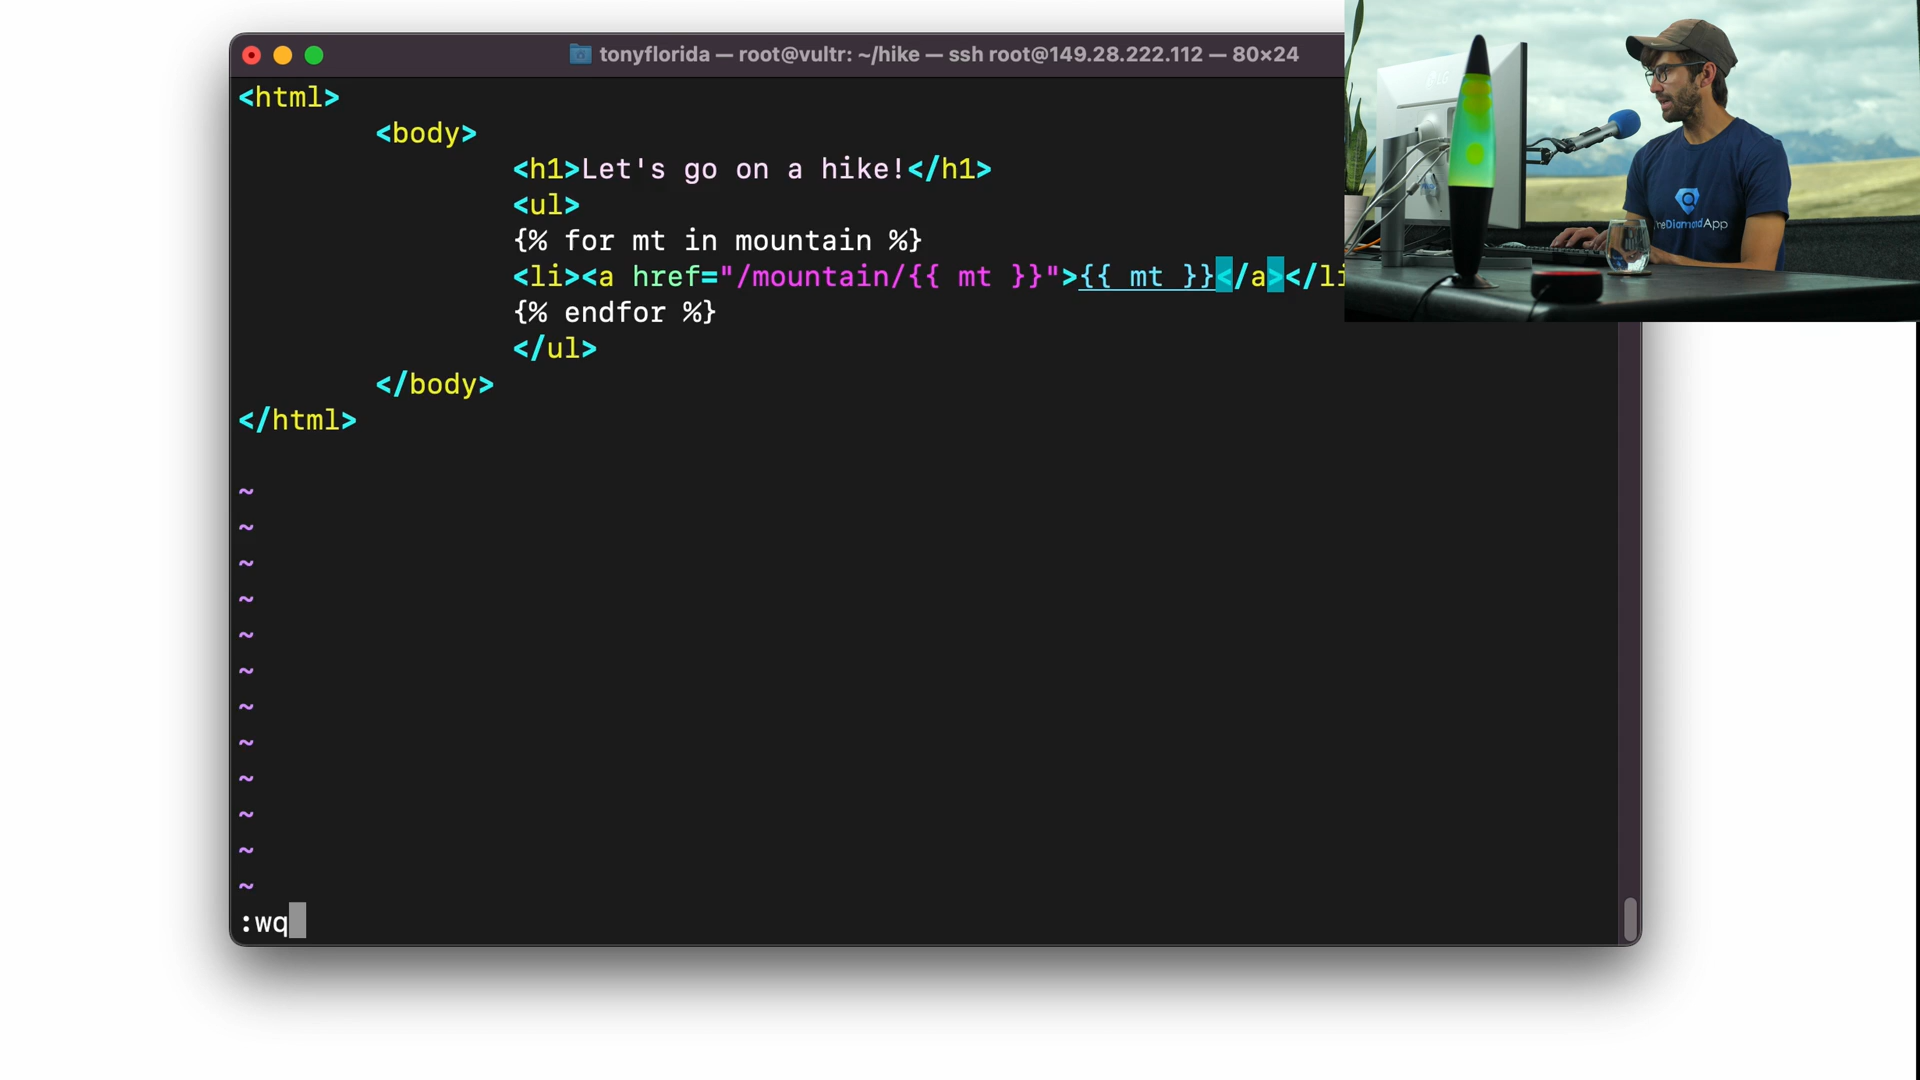 tonyflorida — root@vultr: ~/hike — ssh root@149.28.222.112 — 80×24
<html>
<body>
<h1>Let's go on a hike!</h1>
<ul>
{% for mt in mountain %}
<li><a href="/mountain/{{ mt }}">{{ mt }}</a></li
{% endfor %}
</ul>
</body>
</html>
~
~
~
~
~
~
~
~
~
~
~
~
:wq
heDiamondApp